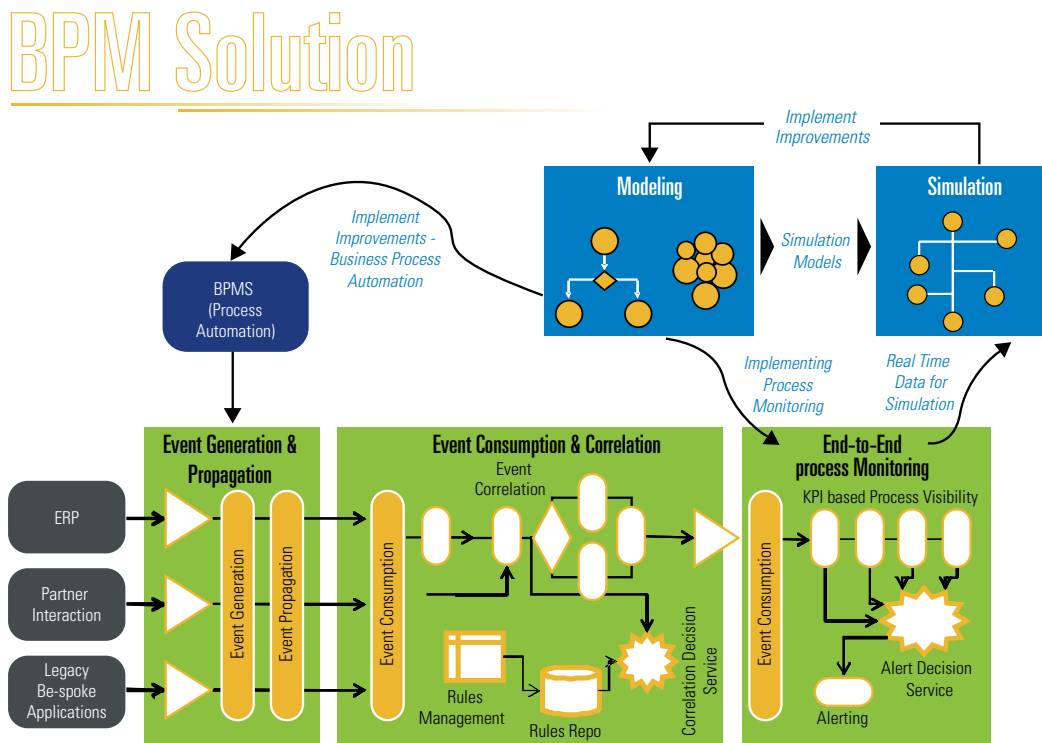 BPM Solution
Implement
Improvements
Modeling
Simulation
Implement
Improvements -
Business Process
Automation
Simulation
Models
BPMS
(Process
Automation)
Implementing
Process
Monitoring
Real Time
Data for
Simulation
Event Generation &
Propagation
Event Consumption & Correlation
End-to-End
process Monitoring
Event
Correlation
KPI based Process Visibility
ERP
Partner
Interaction
Legacy
Be-spoke
Applications
Event Generation
Event Propagation
Event Consumption
Rules
Management
Rules Repo
Correlation Decision
Service
Event Consumption
Alert Decision
Service
Alerting